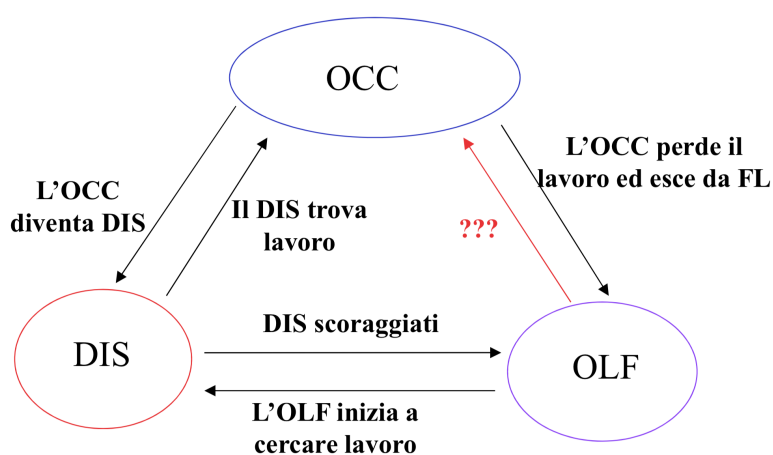 OCC
L'OCC perde il
lavoro ed esce da FL
L'OCC
diventa DIS
Il DIS trova
lavoro
???
DIS scoraggiati
DIS
OLF
L'OLF inizia a
cercare lavoro